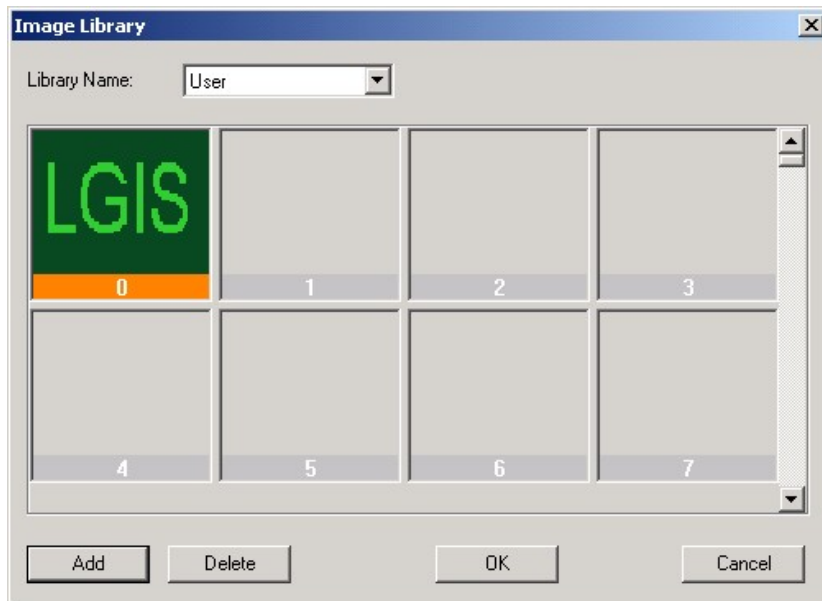 Image Library
Library Name: User
LGIS
0 1 2 3
4 5 6 7
Add Delete OK Cancel